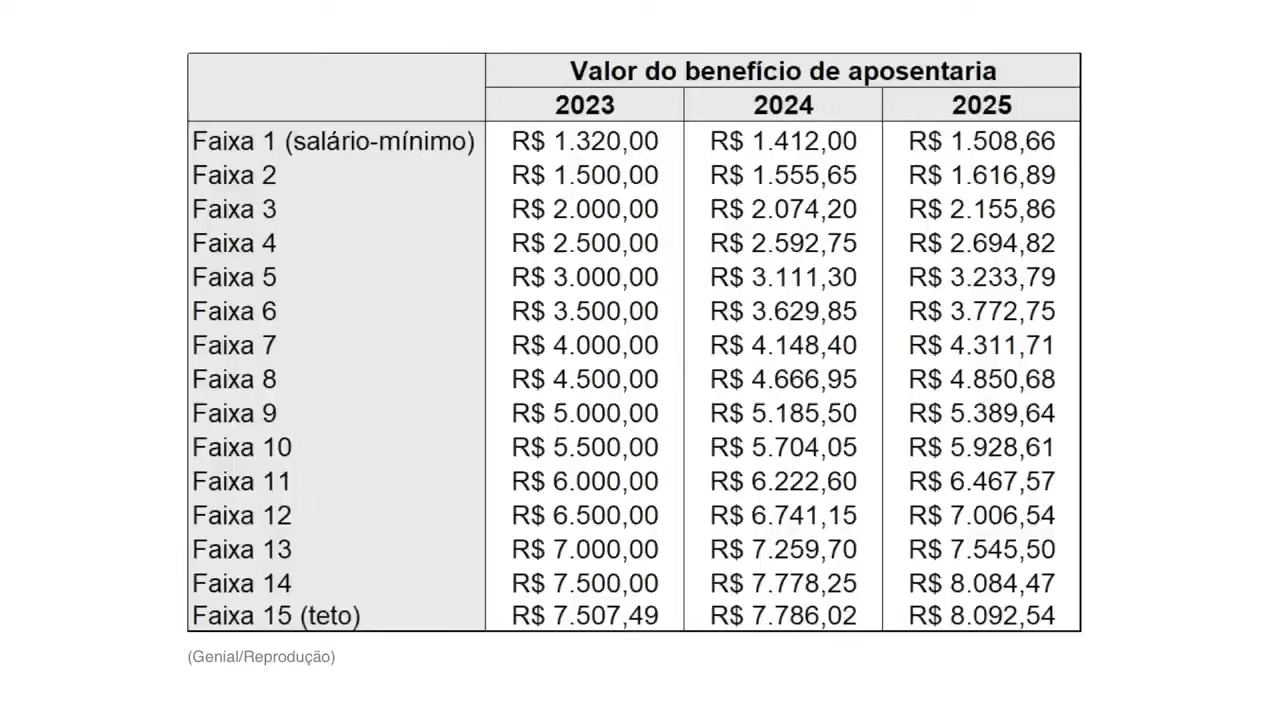 Valor do benefício de aposentaria
2023 2024 2025
Faixa 1 (salário-mínimo) R$ 1.320,00 R$ 1.412,00 R$ 1.508,66
Faixa 2 R$ 1.500,00 R$ 1.555,65 R$ 1.616,89
Faixa 3 R$ 2.000,00 R$ 2.074,20 R$ 2.155,86
Faixa 4 R$ 2.500,00 R$ 2.592,75 R$ 2.694,82
Faixa 5 R$ 3.000,00 R$ 3.111,30 R$ 3.233,79
Faixa 6 R$ 3.500,00 R$ 3.629,85 R$ 3.772,75
Faixa 7 R$ 4.000,00 R$ 4.148,40 R$ 4.311,71
Faixa 8 R$ 4.500,00 R$ 4.666,95 R$ 4.850,68
Faixa 9 R$ 5.000,00 R$ 5.185,50 R$ 5.389,64
Faixa 10 R$ 5.500,00 R$ 5.704,05 R$ 5.928,61
Faixa 11 R$ 6.000,00 R$ 6.222,60 R$ 6.467,57
Faixa 12 R$ 6.500,00 R$ 6.741,15 R$ 7.006,54
Faixa 13 R$ 7.000,00 R$ 7.259,70 R$ 7.545,50
Faixa 14 R$ 7.500,00 R$ 7.778,25 R$ 8.084,47
Faixa 15 (teto) R$ 7.507,49 R$ 7.786,02 R$ 8.092,54
(Genial/Reprodução)